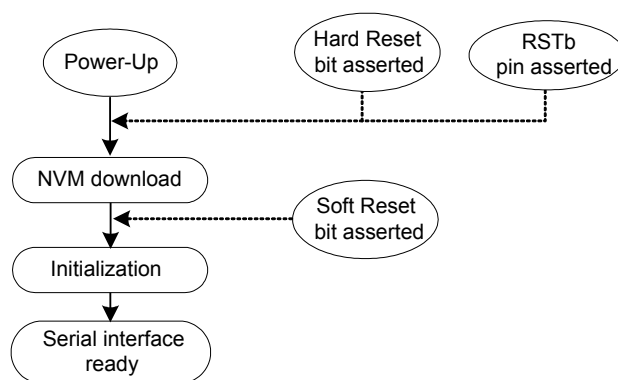 Power-Up
Hard Reset
bit asserted
RSTb
pin asserted
NVM download
Soft Reset
bit asserted
Initialization
Serial interface
ready